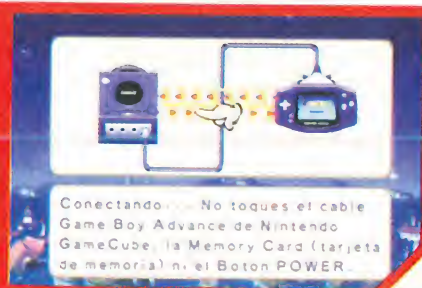 Conectando... No toques el cable
Game Boy Advance de Nintendo
GameCube, la Memory Card (tarjeta
de memoria) ni el Boton POWER.